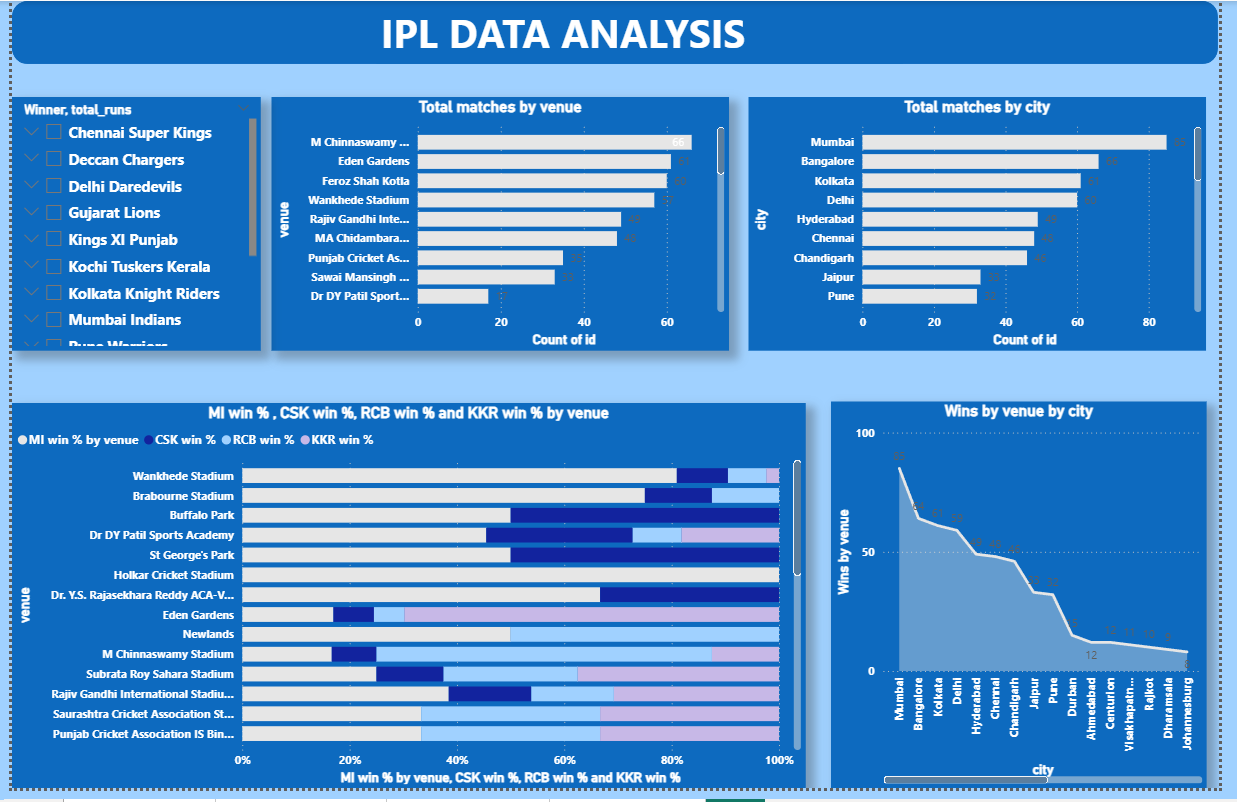 IPL DATA ANALYSIS
Winner, total_runs
Chennai Super Kings
Deccan Chargers
Delhi Daredevils
Gujarat Lions
Kings XI Punjab
Kochi Tuskers Kerala
Kolkata Knight Riders
Mumbai Indians
Pune Warriors
Total matches by venue
venue
M Chinnaswamy ... 66
Eden Gardens
Feroz Shah Kotla
Wankhede Stadium
Rajiv Gandhi Inte...
MA Chidambara...
Punjab Cricket As...
Sawai Mansingh ...
Dr DY Patil Sport...
0 20 40 60
Count of id
Total matches by city
city
Mumbai
Bangalore
Kolkata
Delhi
Hyderabad
Chennai
Chandigarh
Jaipur
Pune
0 20 40 60 80
Count of id
MI win % , CSK win %, RCB win % and KKR win % by venue
MI win % by venue CSK win % RCB win % KKR win %
venue
Wankhede Stadium
Brabourne Stadium
Buffalo Park
Dr DY Patil Sports Academy
St George's Park
Holkar Cricket Stadium
Dr. Y.S. Rajasekhara Reddy ACA-V...
Eden Gardens
Newlands
M Chinnaswamy Stadium
Subrata Roy Sahara Stadium
Rajiv Gandhi International Stadiu...
Saurashtra Cricket Association St...
Punjab Cricket Association IS Bin...
0% 20% 40% 60% 80% 100%
MI win % by venue, CSK win %, RCB win % and KKR win %
Wins by venue by city
Wins by venue
100
50
0
12
Mumbai
Bangalore
Kolkata
Delhi
Hyderabad
Chennai
Chandigarh
Jaipur
Pune
Durban
Ahmedabad
Centurion
Visakhapatn...
Rajkot
Dharamsala
Johannesburg
city